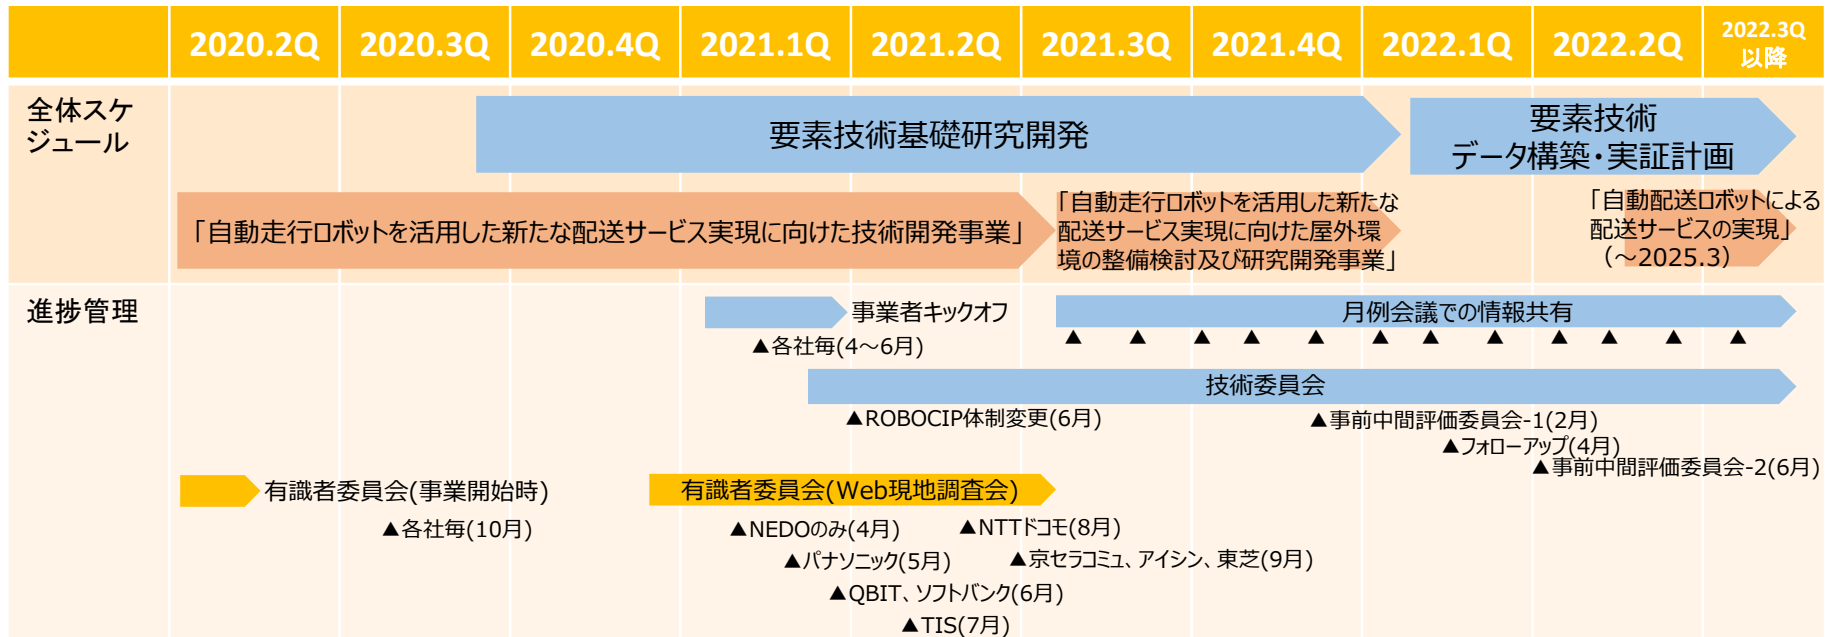 2020.2Q
2020.3Q
2020.4Q
2021.1Q
2021.2Q
2021.3Q
2021.4Q
2022.1Q
2022.2Q
2022.3Q
以降
全体スケ
ジュール
要素技術基礎研究開発
要素技術
データ構築・実証計画
「自動走行ロボットを活用した新たな配送サービス実現に向けた技術開発事業」
「自動走行ロボットを活用した新たな
配送サービス実現に向けた屋外環
境の整備検討及び研究開発事業」
「自動配送ロボットによる
配送サービスの実現」
(～2025.3)
進捗管理
事業者キックオフ
▲各社毎(4～6月)
月例会議での情報共有
▲ ▲ ▲ ▲ ▲ ▲ ▲ ▲ ▲ ▲ ▲ ▲
技術委員会
▲ROBOCIP体制変更(6月)
▲事前中間評価委員会-1(2月)
▲フォローアップ(4月)
▲事前中間評価委員会-2(6月)
有識者委員会(事業開始時)
▲各社毎(10月)
有識者委員会(Web現地調査会)
▲NEDOのみ(4月)
▲NTTドコモ(8月)
▲パナソニック(5月)
▲京セラコミュ、アイシン、東芝(9月)
▲QBIT、ソフトバンク(6月)
▲TIS(7月)